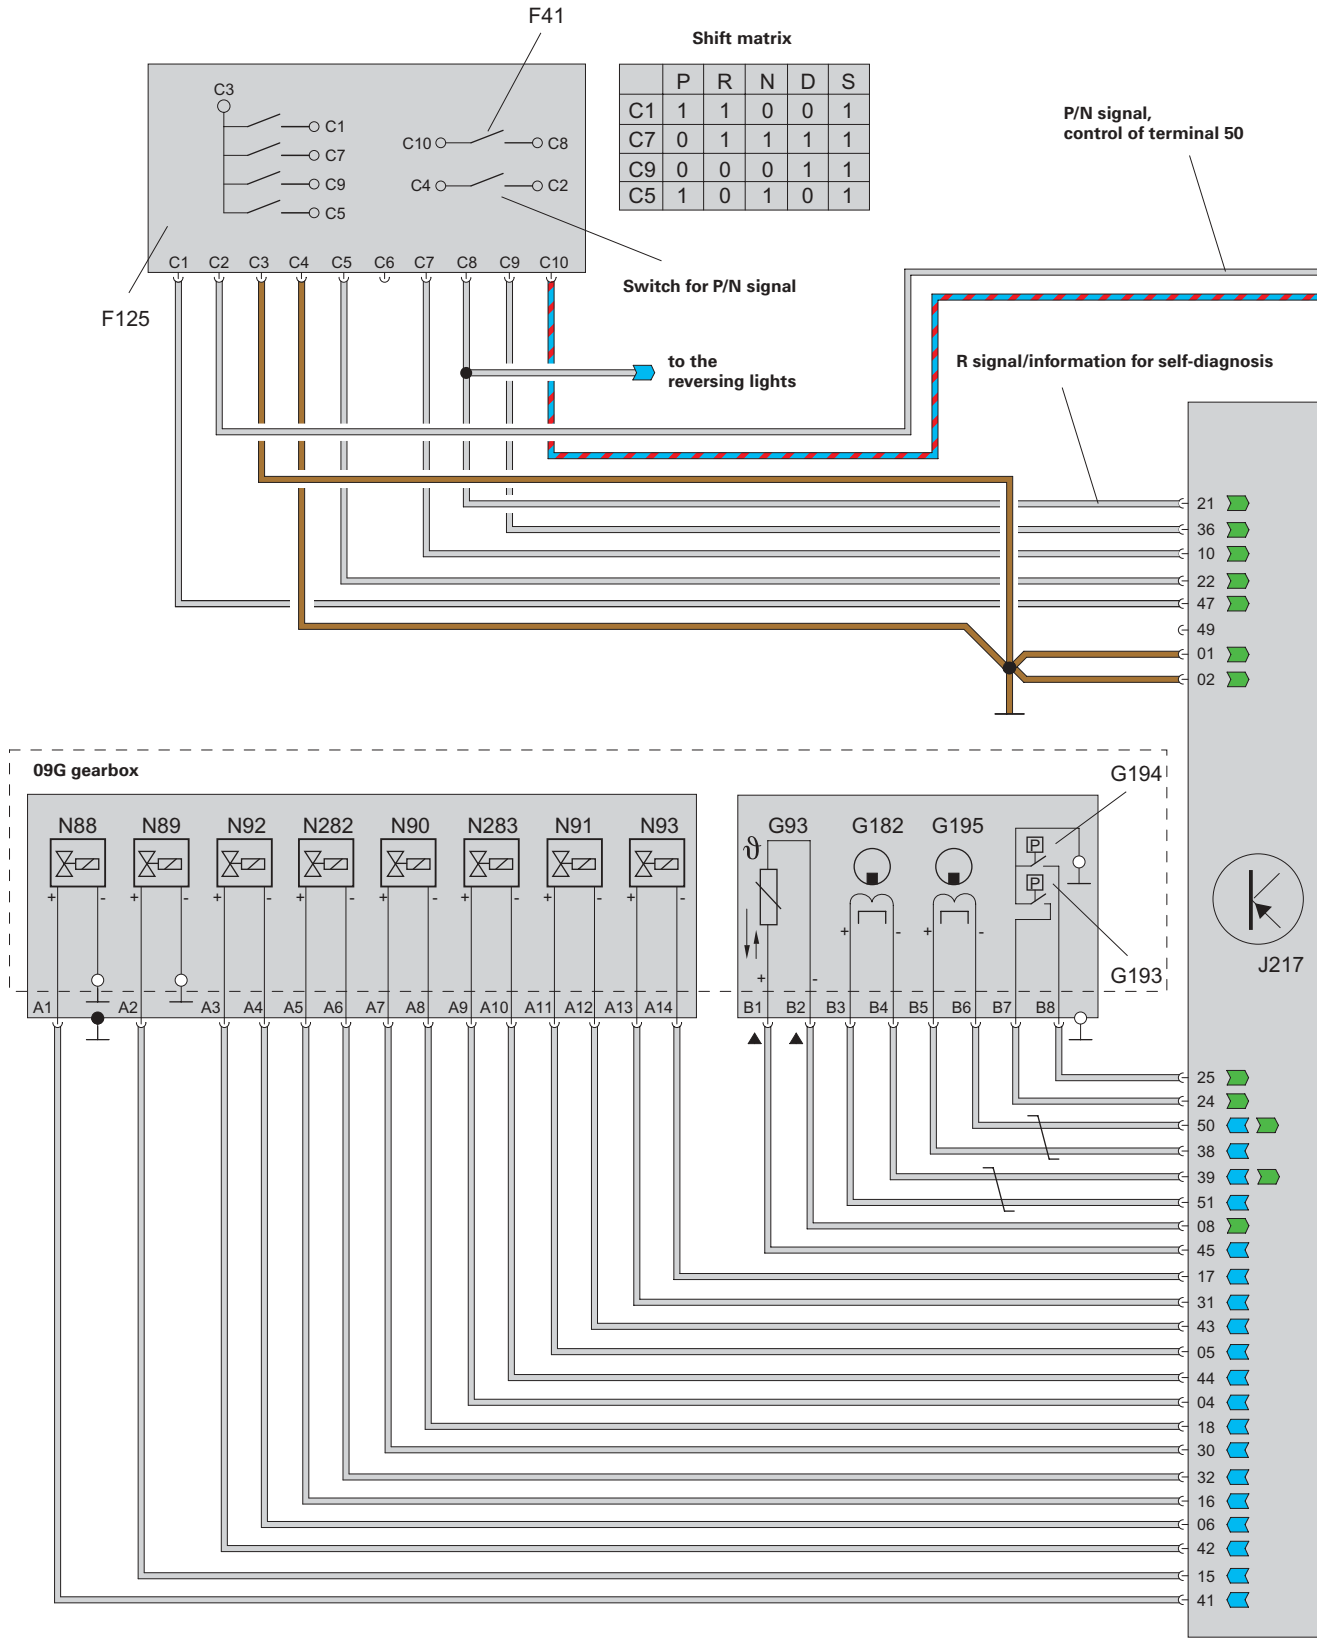 F41
Shift matrix
P R N D S
C1 1 1 0 0 1
C7 0 1 1 1 1
C9 0 0 0 1 1
C5 1 0 1 0 1
P/N signal,
control of terminal 50
C3
C1
C7
C9
C5
C10 C8
C4 C2
C1 C2 C3 C4 C5 C6 C7 C8 C9 C10
Switch for P/N signal
F125
to the
reversing lights
R signal/information for self-diagnosis
21
36
10
22
47
49
01
02
09G gearbox
G194
N88 N89 N92 N282 N90 N283 N91 N93
G93 G182 G195
ϑ
P
P
+ - + - + - + - + - + - + - + -
+ - + -
+ -
G193
J217
A1 A2 A3 A4 A5 A6 A7 A8 A9 A10 A11 A12 A13 A14
B1 B2 B3 B4 B5 B6 B7 B8
25
24
50
38
39
51
08
45
17
31
43
05
44
04
18
30
32
16
06
42
15
41